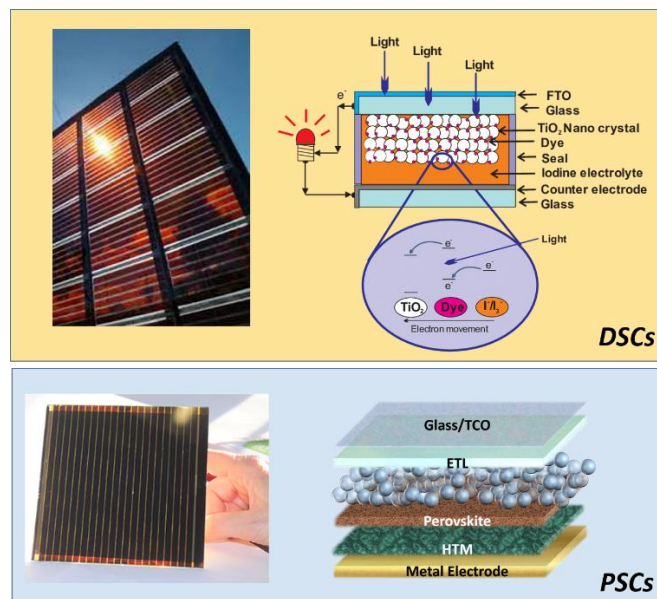 Light
Light
Light
e-
FTO
Glass
TiO2 Nano crystal
Dye
Seal
Iodine electrolyte
Counter electrode
Glass
Light
e-
e-
e-
TiO2
Dye
I-/I3-
Electron movement
DSCs
Glass/TCO
ETL
Perovskite
HTM
Metal Electrode
PSCs